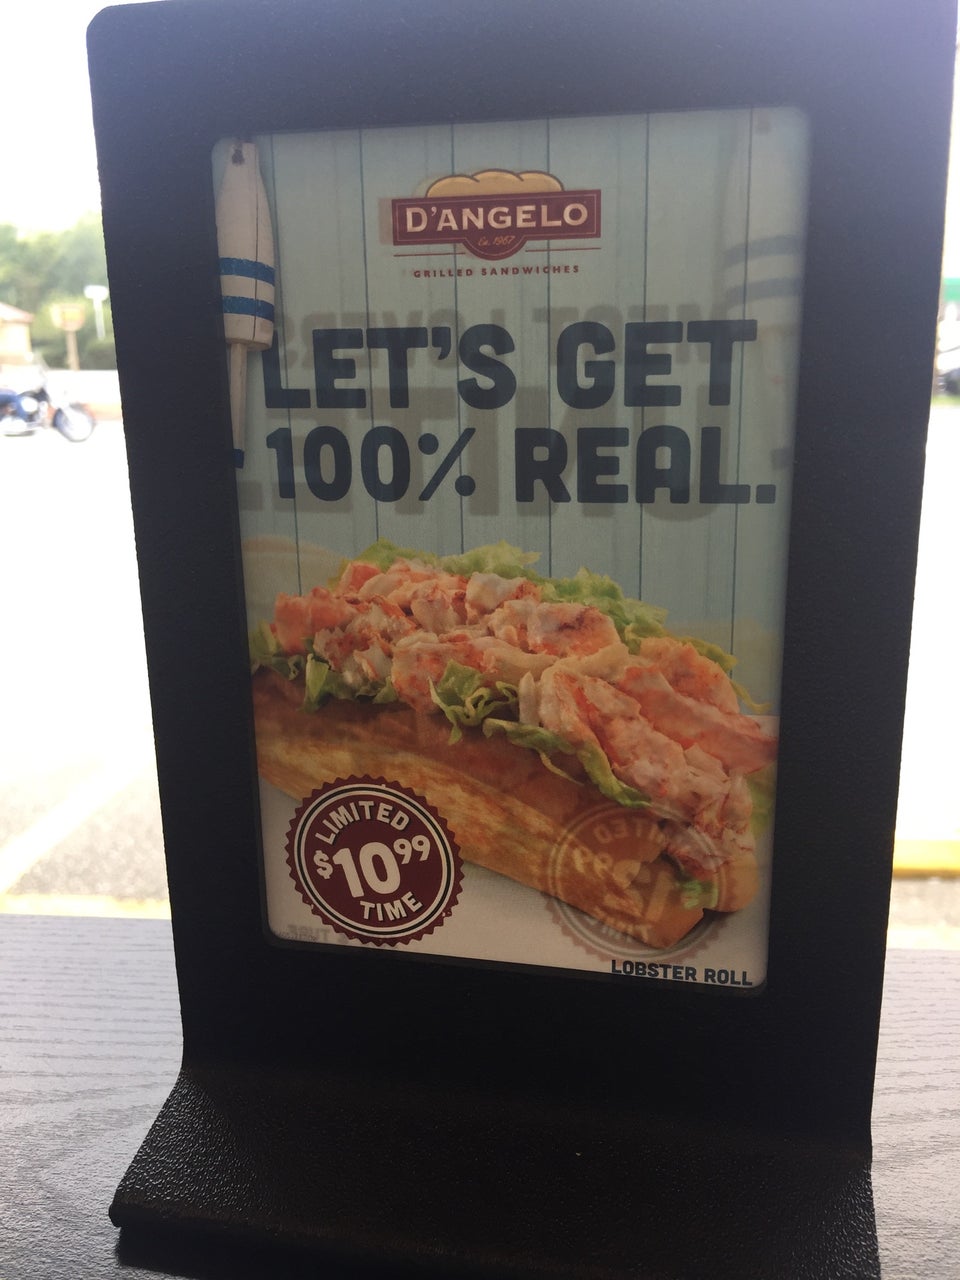 D'ANGELO
Est. 1967
GRILLED SANDWICHES
LET'S GET
100% REAL.
LIMITED
$10.99
TIME
LOBSTER ROLL